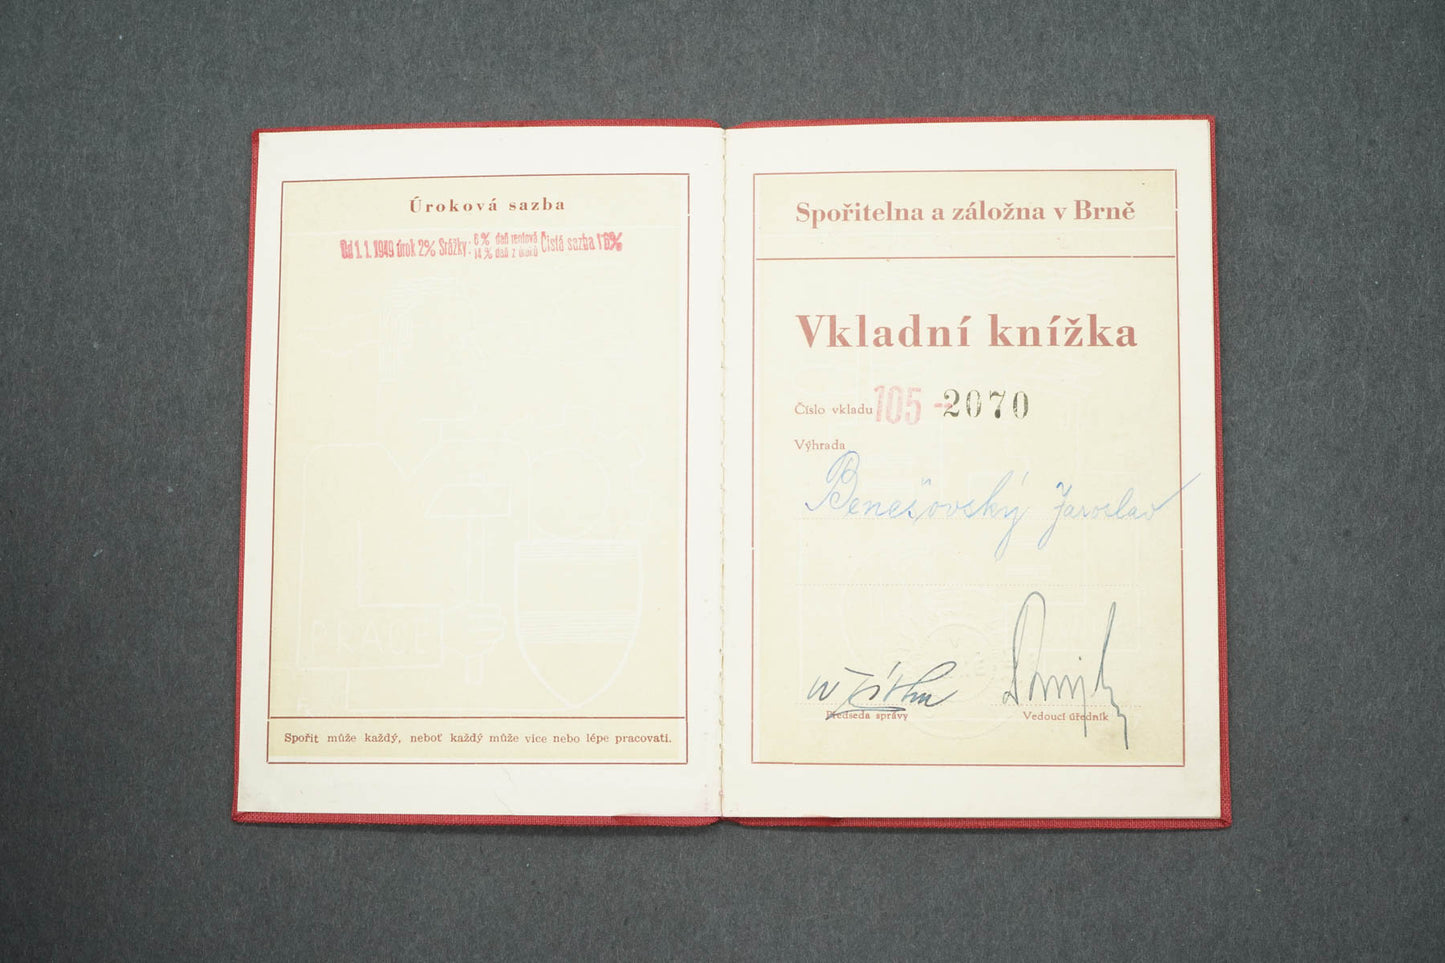 Úroková sazba
Od 1. 1. 1949 úrok 2% Srážky: 6% daň rentová 14% daň z úroků Čistá sazba 1·6%
PRACE
Spořit může každý, neboť každý může více nebo lépe pracovati.
Spořitelna a záložna v Brně
Vkladní knížka
Číslo vkladu 105-2070
Výhrada
Benešovský Jaroslav
Předseda správy
Vedoucí úředník